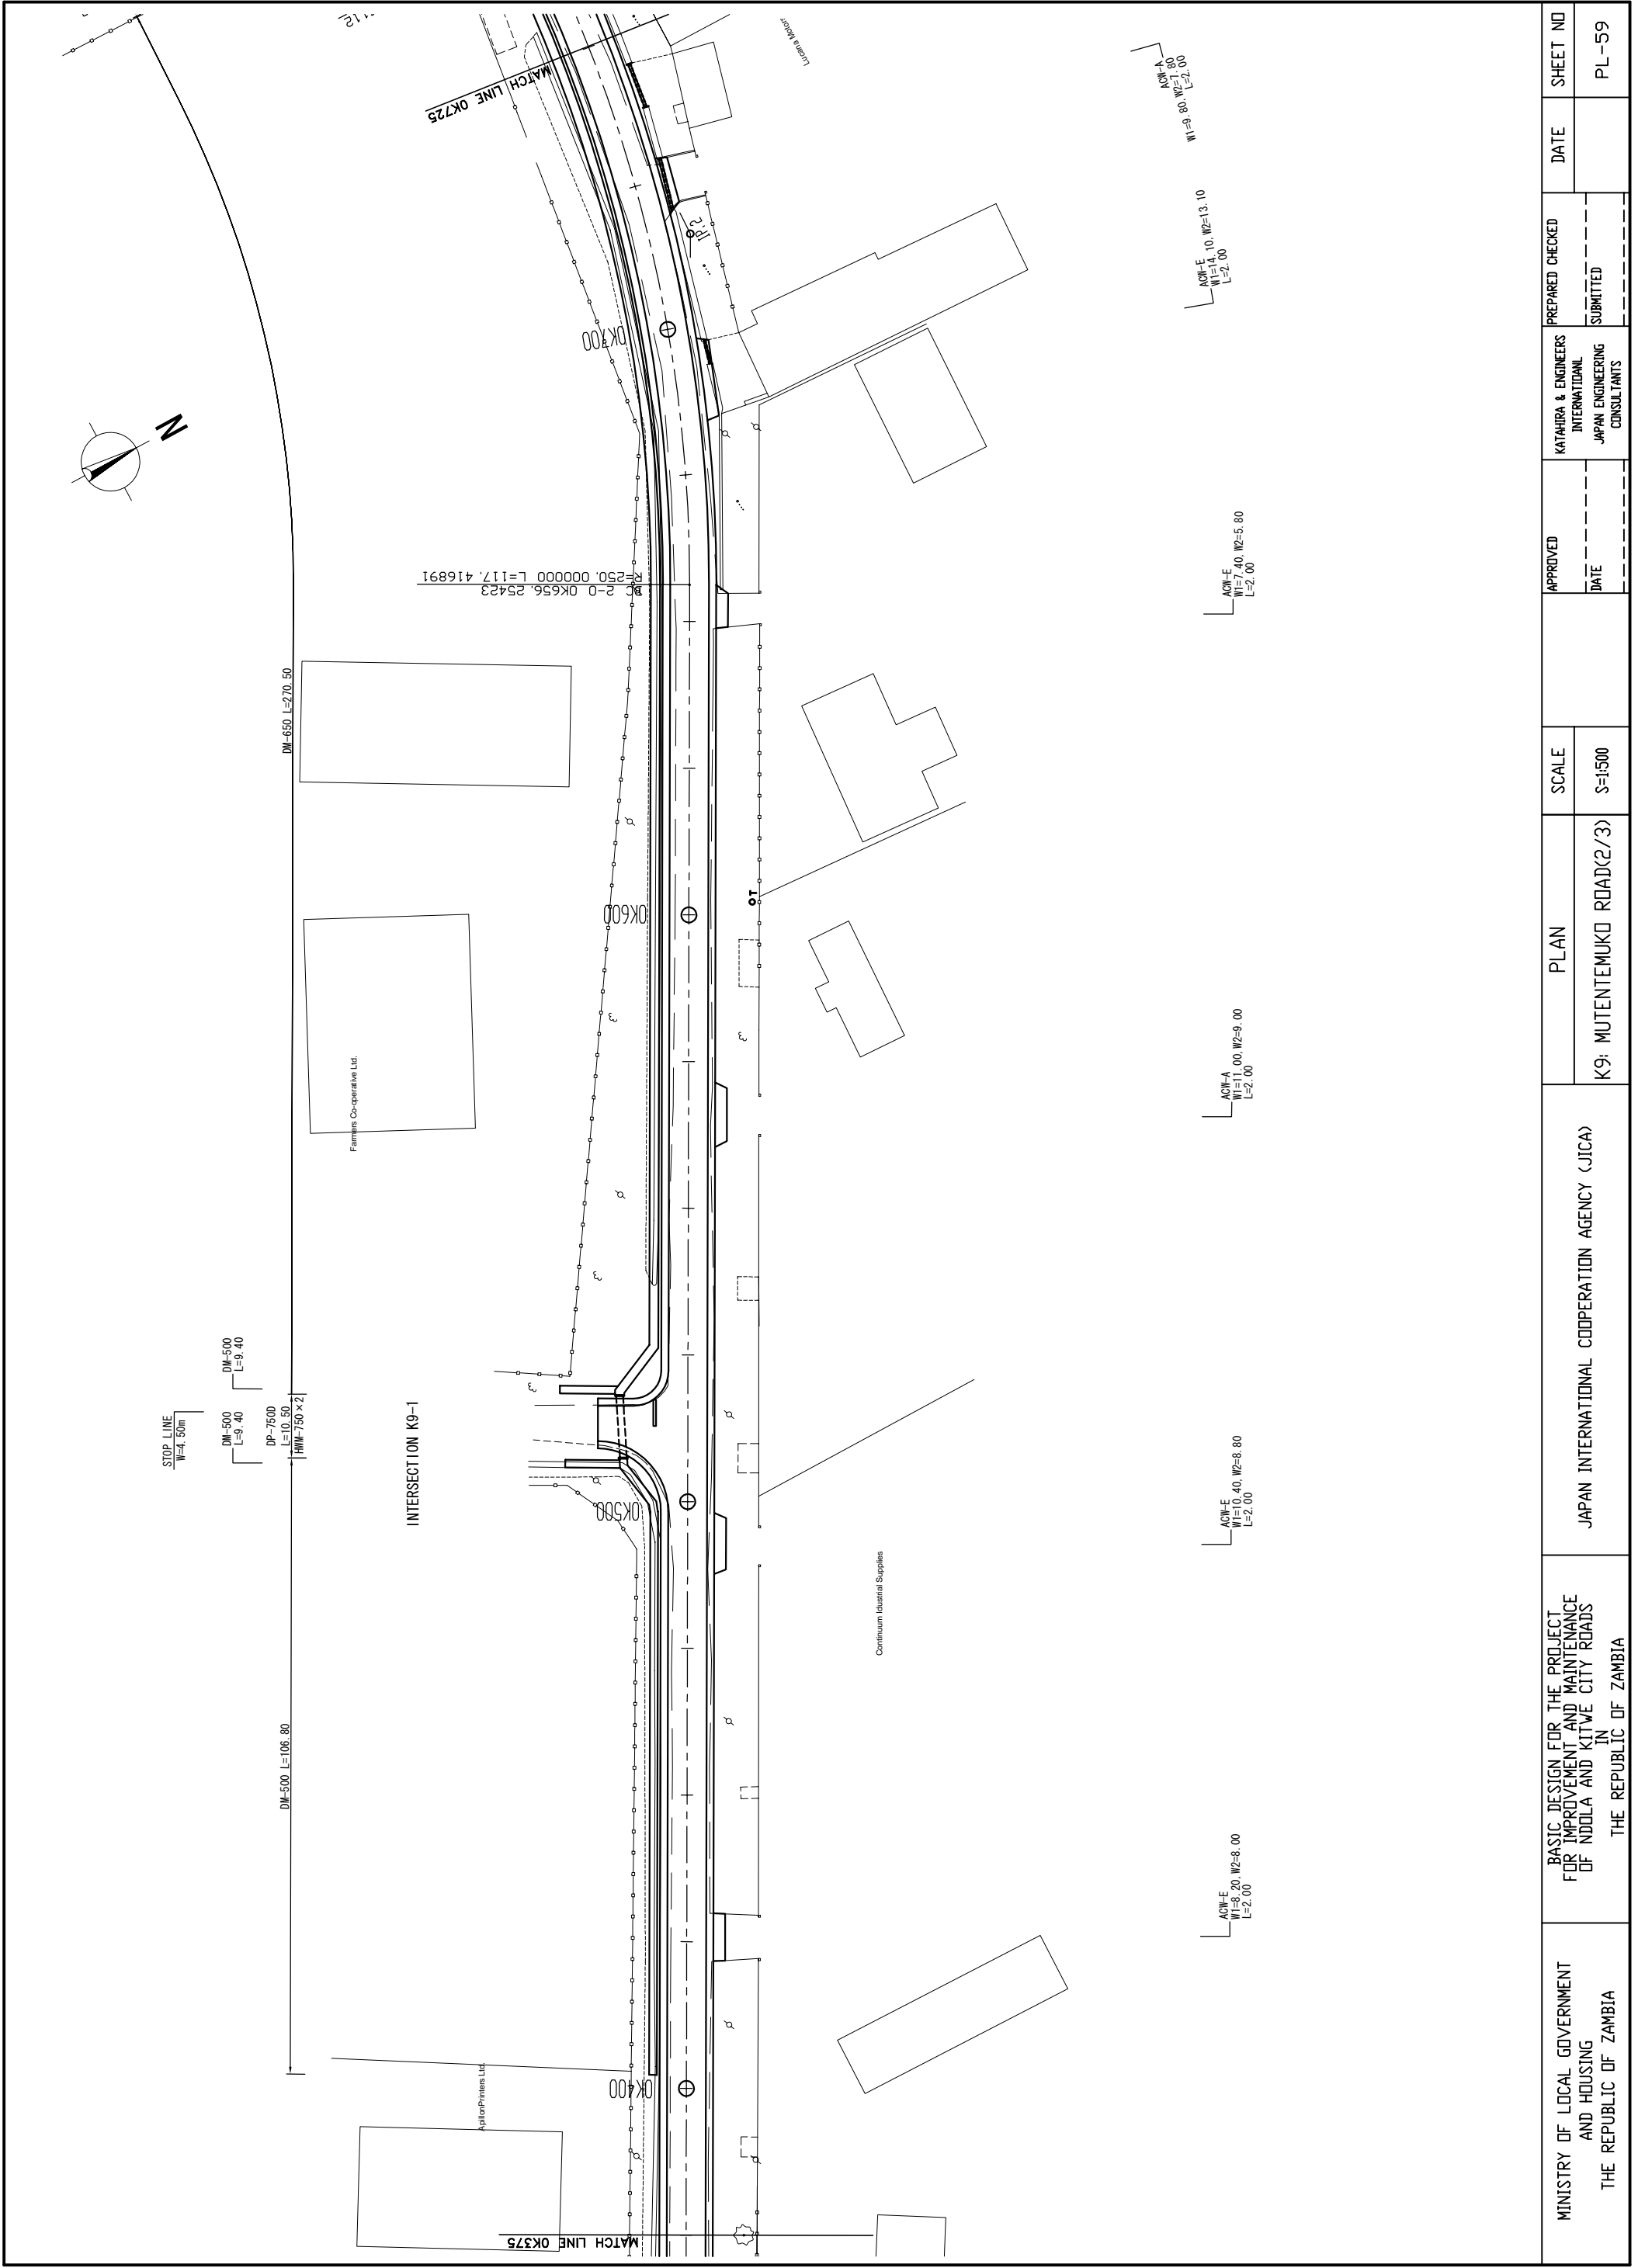 MATCH LINE 0K375
ApillonPrinters Ltd.
0K400
DM-500 L=106.80
ACW-E
W1=8.20, W2=8.00
L=2.00
Continuum Idustrial Supplies
0K500
ACW-E
W1=10.40, W2=8.80
L=2.00
INTERSECTION K9-1
STOP LINE
W=4.50m
DM-500
L=9.40
DP-750D
L=10.50
HWM-750×2
DM-500
L=9.40
ACW-A
W1=11.00, W2=9.00
L=2.00
Farmers Co-operative Ltd.
0K600
T
DM-650 L=270.50
BC 2-0 0K656.25423
R=250.000000 L=117.416891
ACW-E
W1=7.40, W2=5.80
L=2.00
N
0K700
IP.2
ACW-E
W1=14.10, W2=13.10
L=2.00
ACW-A
W1=9.80, W2=7.80
L=2.00
MATCH LINE 0K725
Lucama Motors
MINISTRY OF LOCAL GOVERNMENT
AND HOUSING
THE REPUBLIC OF ZAMBIA
BASIC DESIGN FOR THE PROJECT
FOR IMPROVEMENT AND MAINTENANCE
OF NDOLA AND KITWE CITY ROADS
IN
THE REPUBLIC OF ZAMBIA
JAPAN INTERNATIONAL COOPERATION AGENCY (JICA)
PLAN
K9: MUTENTEMUKO ROAD(2/3)
SCALE
S=1:500
APPROVED
DATE
KATAHIRA & ENGINEERS
INTERNATIOANL
JAPAN ENGINEERING
CONSULTANTS
PREPARED CHECKED
SUBMITTED
DATE
SHEET NO
PL-59